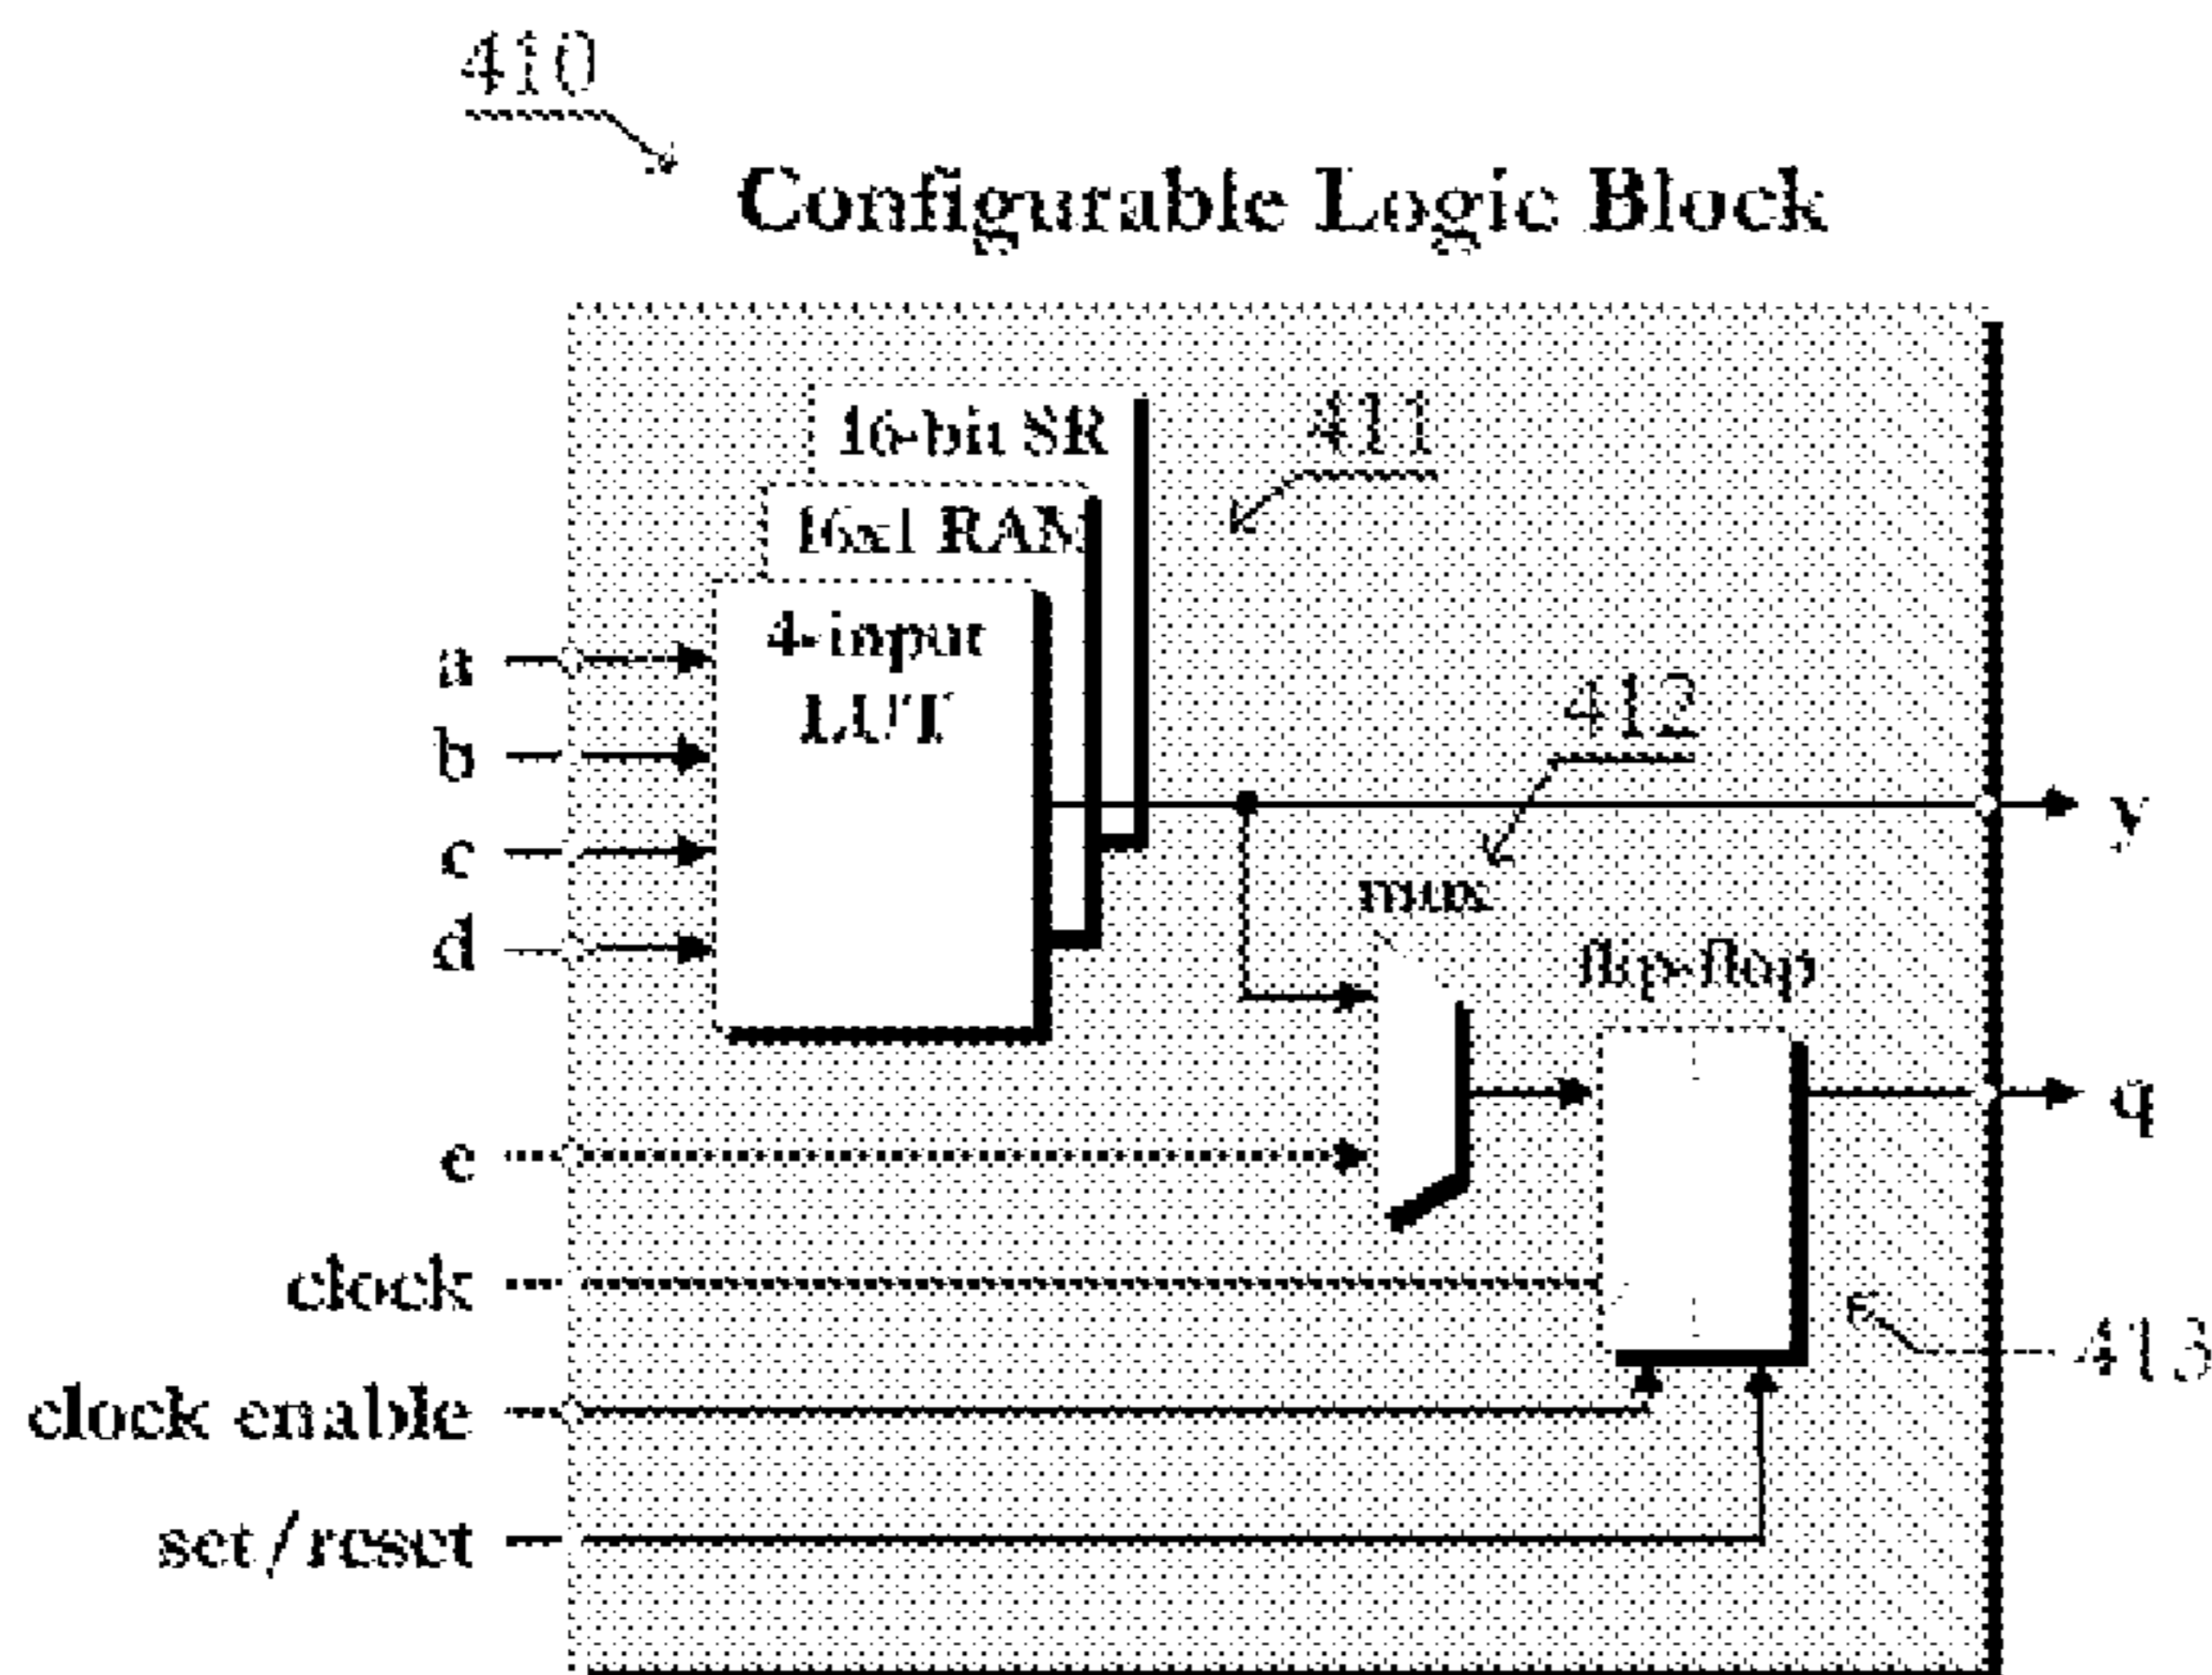 410
Configurable Logic Block
16-bit SR
411
16x1 RAM
4-input
LUT
a
412
b
y
c
mux
d
flip-flop
q
e
clock
413
clock enable
set/reset